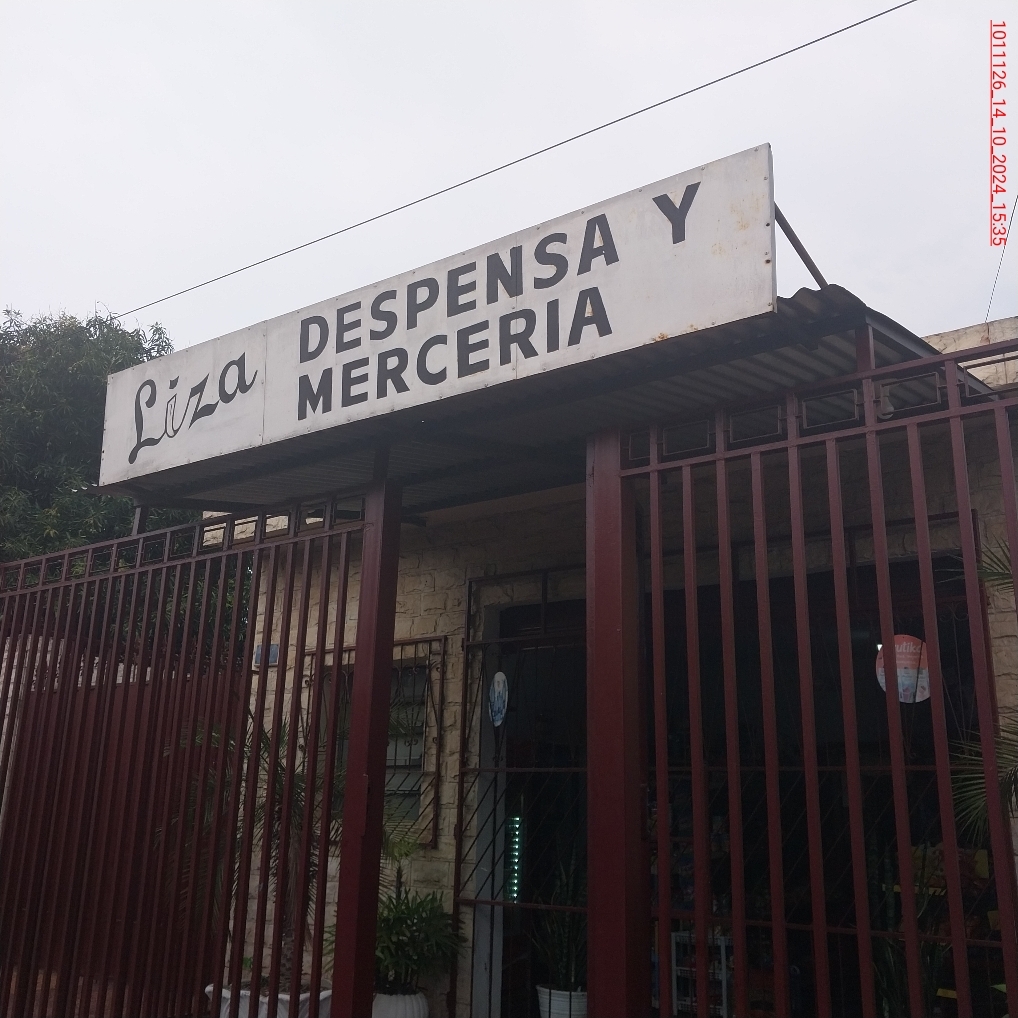 Liza
DESPENSA Y
MERCERIA
1011126_14_10_2024_15:35